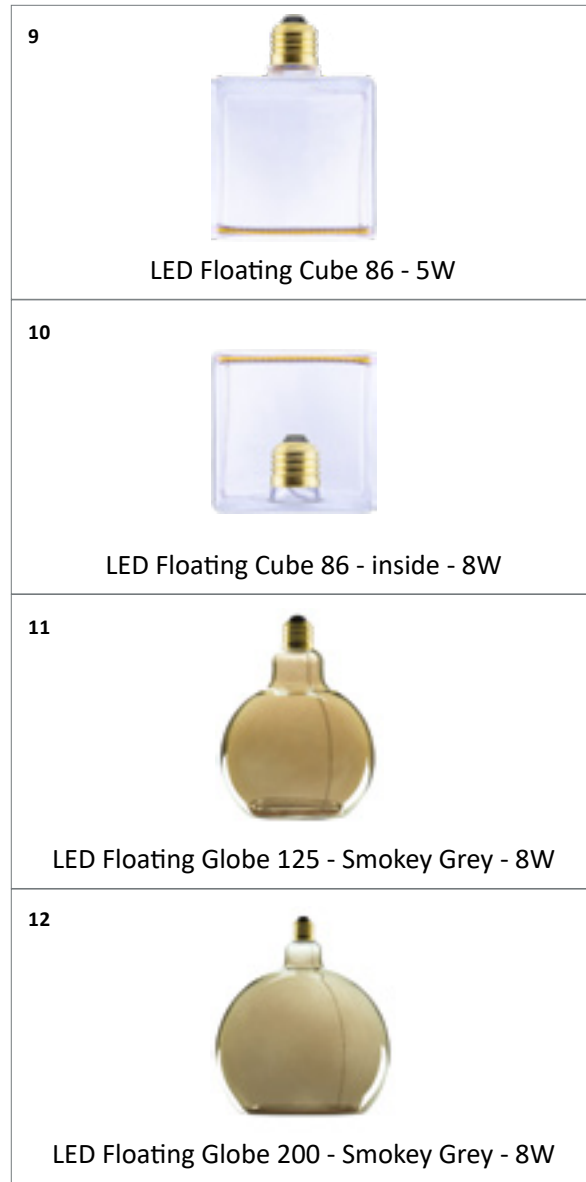 9
LED Floating Cube 86 - 5W
10
LED Floating Cube 86 - inside - 8W
11
LED Floating Globe 125 - Smokey Grey - 8W
12
LED Floating Globe 200 - Smokey Grey - 8W